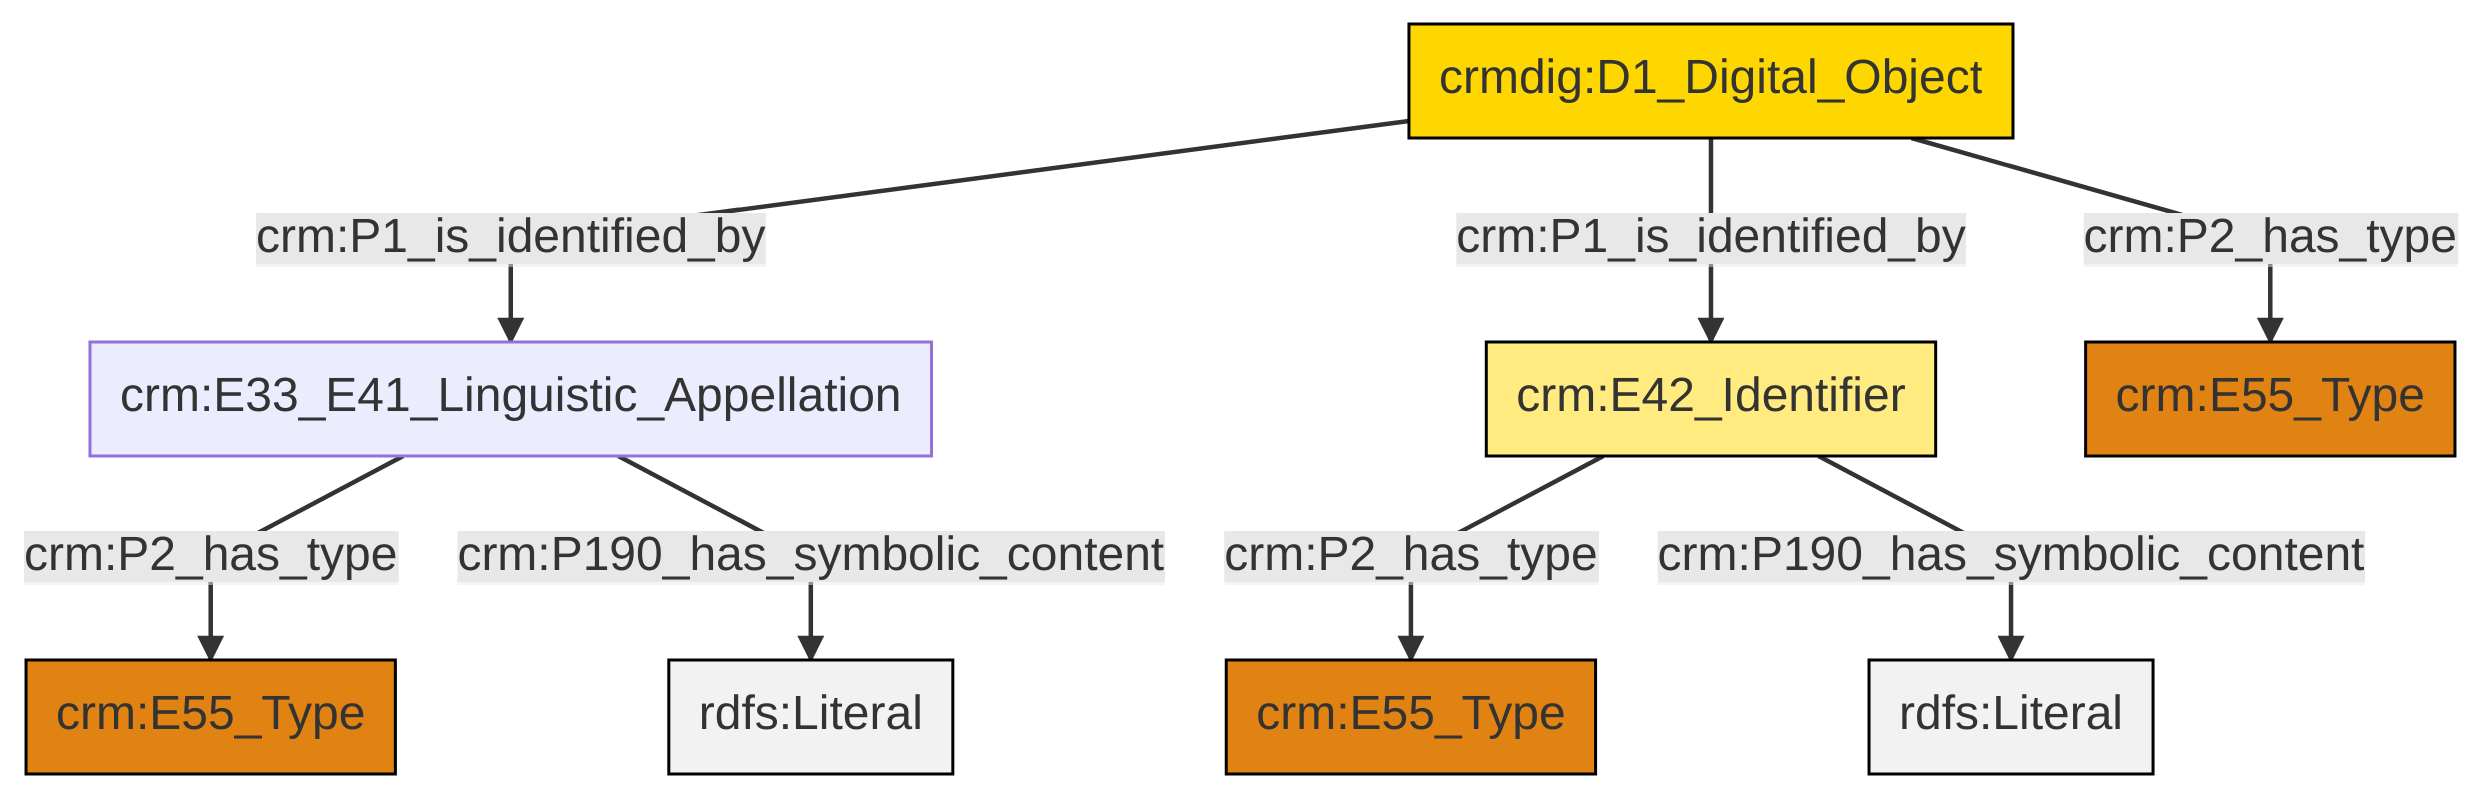 crmdig:D1_Digital_Object
crm:P1_is_identified_by
crm:P1_is_identified_by
crm:P2_has_type
crm:E33_E41_Linguistic_Appellation
crm:E42_Identifier
crm:E55_Type
crm:P2_has_type
crm:P190_has_symbolic_content
crm:P2_has_type
crm:P190_has_symbolic_content
crm:E55_Type
rdfs:Literal
crm:E55_Type
rdfs:Literal